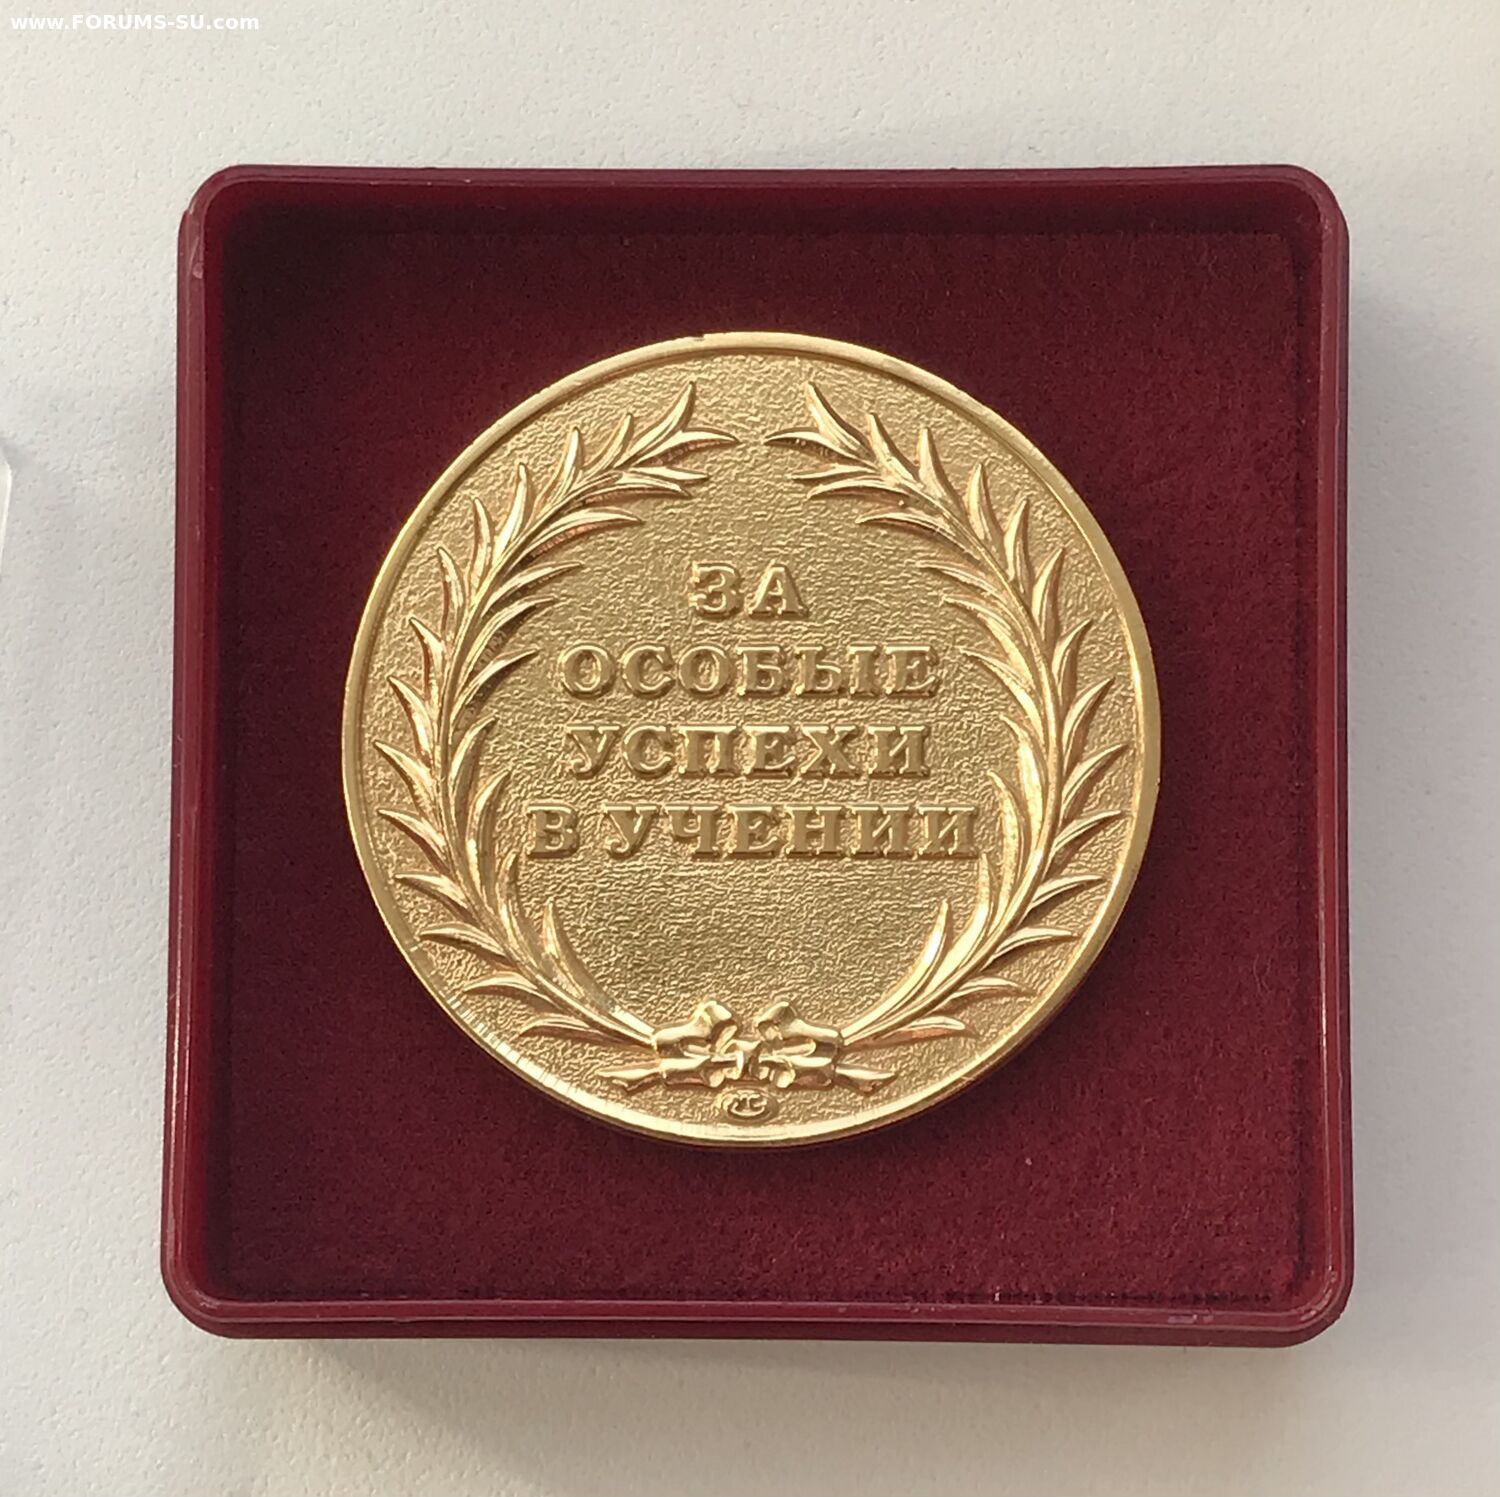 www.FORUMS-SU.com
ЗА
ОСОБЫЕ
УСПЕХИ
В УЧЕНИИ